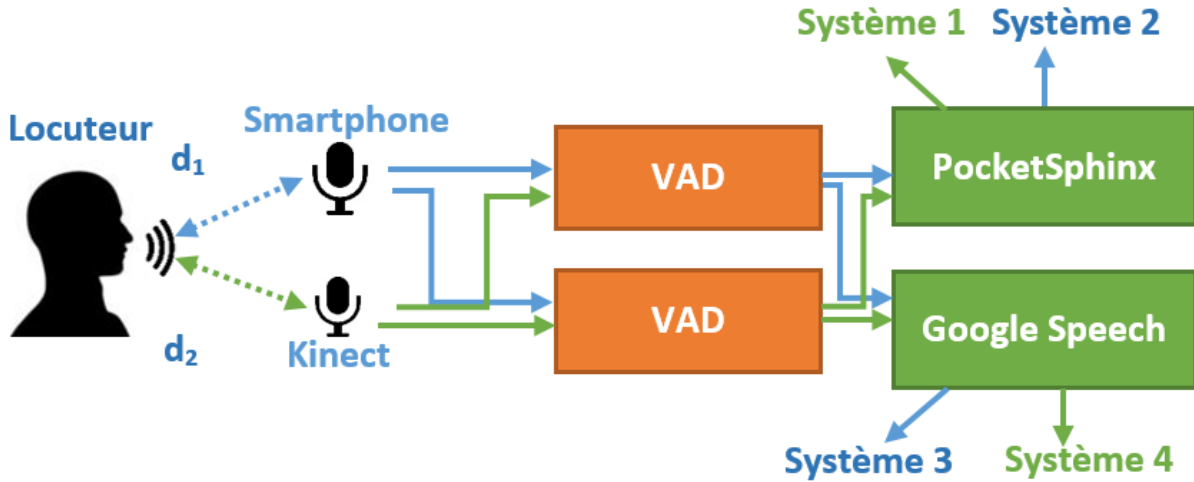 Système 1
Système 2
Locuteur
Smartphone
d₁
VAD
PocketSphinx
VAD
Google Speech
d₂
Kinect
Système 3
Système 4